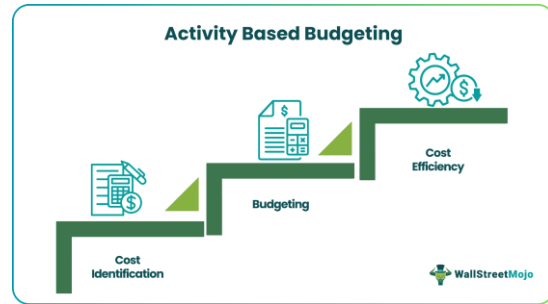 Activity Based Budgeting
$
Cost
Identification
$
Budgeting
$
Cost
Efficiency
WallStreetMojo